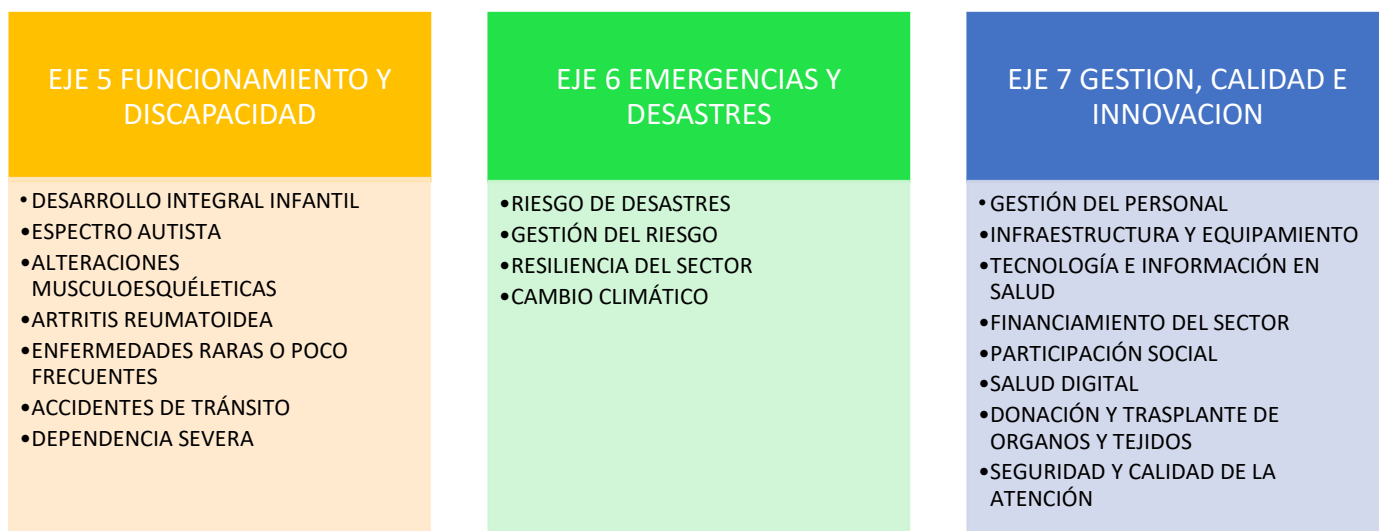 EJE 5 FUNCIONAMIENTO Y
DISCAPACIDAD
• DESARROLLO INTEGRAL INFANTIL
•ESPECTRO AUTISTA
•ALTERACIONES
MUSCULOESQUÉLETICAS
•ARTRITIS REUMATOIDEA
•ENFERMEDADES RARAS O POCO
FRECUENTES
•ACCIDENTES DE TRÁNSITO
•DEPENDENCIA SEVERA
EJE 6 EMERGENCIAS Y
DESASTRES
•RIESGO DE DESASTRES
•GESTIÓN DEL RIESGO
•RESILIENCIA DEL SECTOR
•CAMBIO CLIMÁTICO
EJE 7 GESTION, CALIDAD E
INNOVACION
• GESTIÓN DEL PERSONAL
•INFRAESTRUCTURA Y EQUIPAMIENTO
•TECNOLOGÍA E INFORMACIÓN EN
SALUD
•FINANCIAMIENTO DEL SECTOR
•PARTICIPACIÓN SOCIAL
•SALUD DIGITAL
•DONACIÓN Y TRASPLANTE DE
ORGANOS Y TEJIDOS
•SEGURIDAD Y CALIDAD DE LA
ATENCIÓN